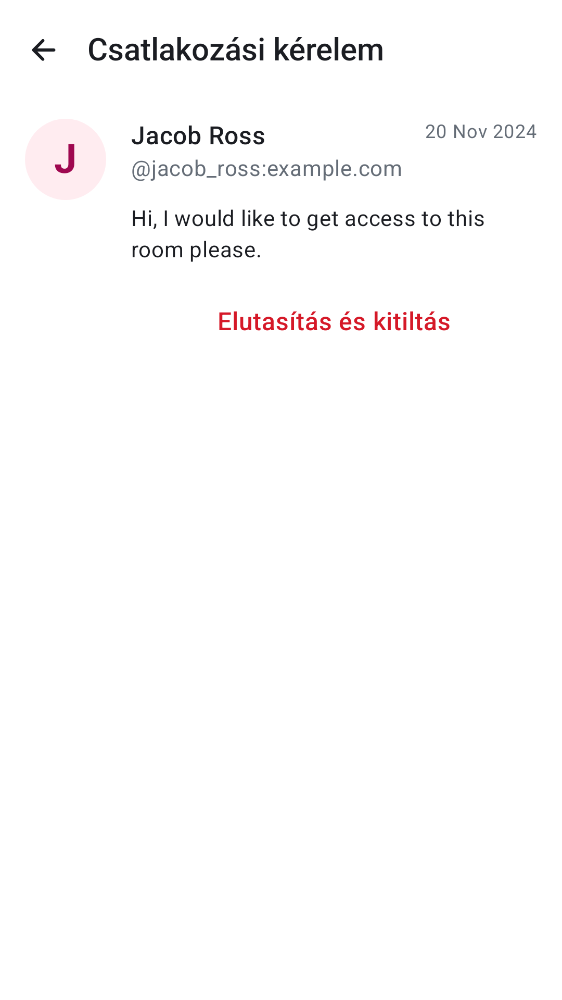 Csatlakozási kérelem
J
Jacob Ross
20 Nov 2024
@jacob_ross:example.com
Hi, I would like to get access to this
room please.
Elutasítás és kitiltás